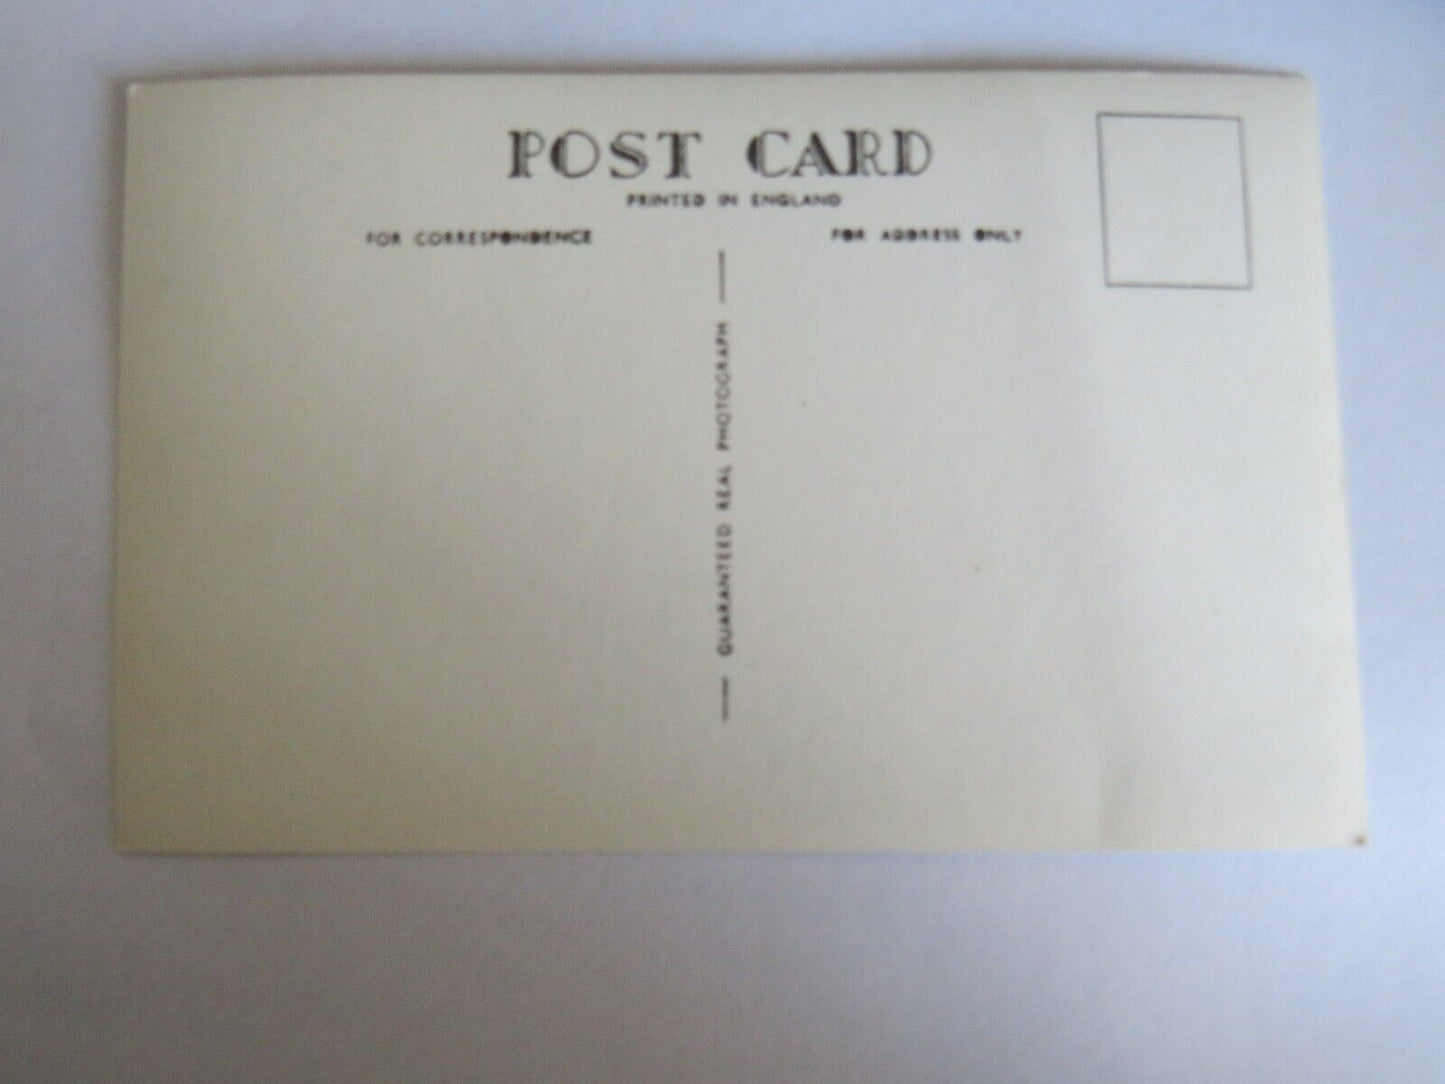 POST CARD
PRINTED IN ENGLAND
FOR CORRESPONDENCE
FOR ADDRESS ONLY
GUARANTEED REAL PHOTOGRAPH